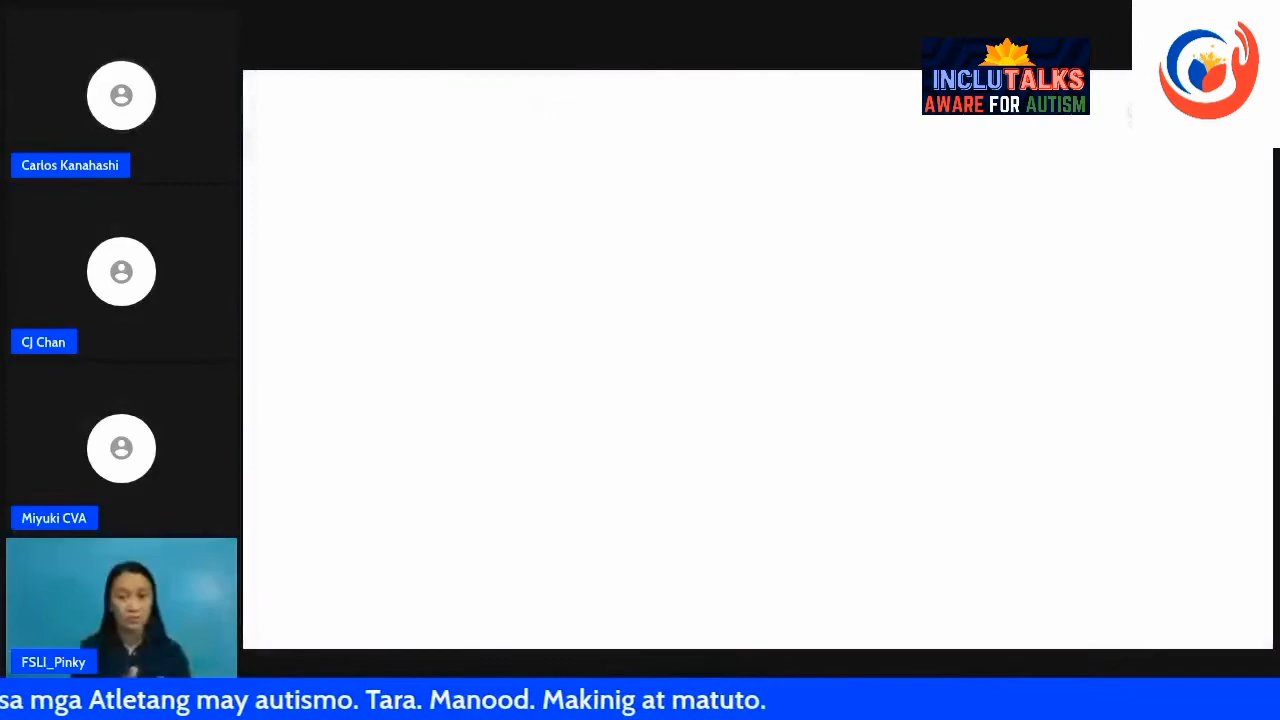 INCLUTALKS
AWARE FOR AUTISM
Carlos Kanahashi
CJ Chan
Miyuki CVA
FSLI_Pinky
sa mga Atletang may autismo. Tara. Manood. Makinig at matuto.